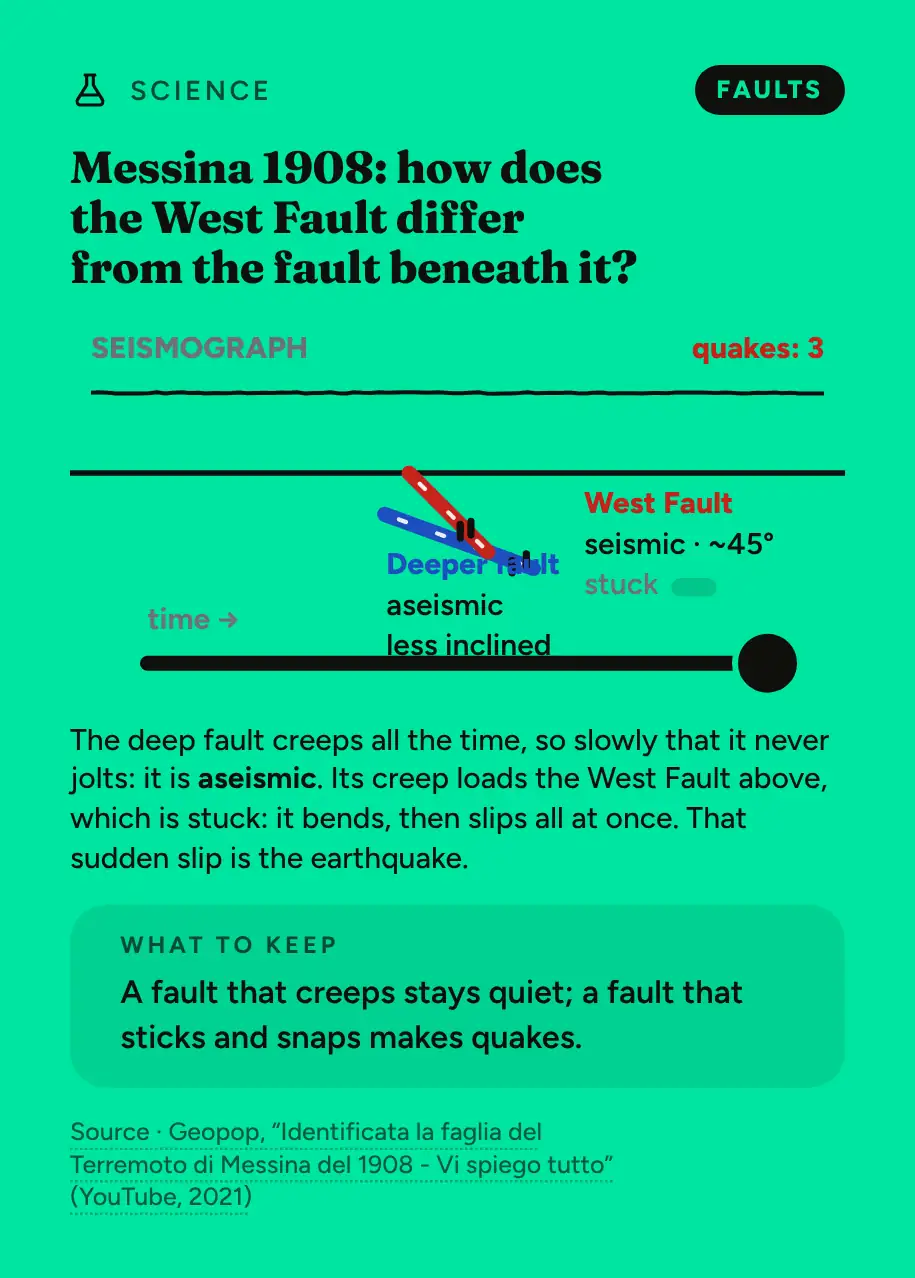 SCIENCE
FAULTS
Messina 1908: how does
the West Fault differ
from the fault beneath it?
SEISMOGRAPH
quakes: 3
West Fault
seismic · ~45°
stuck
Deeper fault
aseismic
less inclined
time →
The deep fault creeps all the time, so slowly that it never
jolts: it is aseismic. Its creep loads the West Fault above,
which is stuck: it bends, then slips all at once. That
sudden slip is the earthquake.
WHAT TO KEEP
A fault that creeps stays quiet; a fault that
sticks and snaps makes quakes.
Source · Geopop, “Identificata la faglia del
Terremoto di Messina del 1908 - Vi spiego tutto”
(YouTube, 2021)